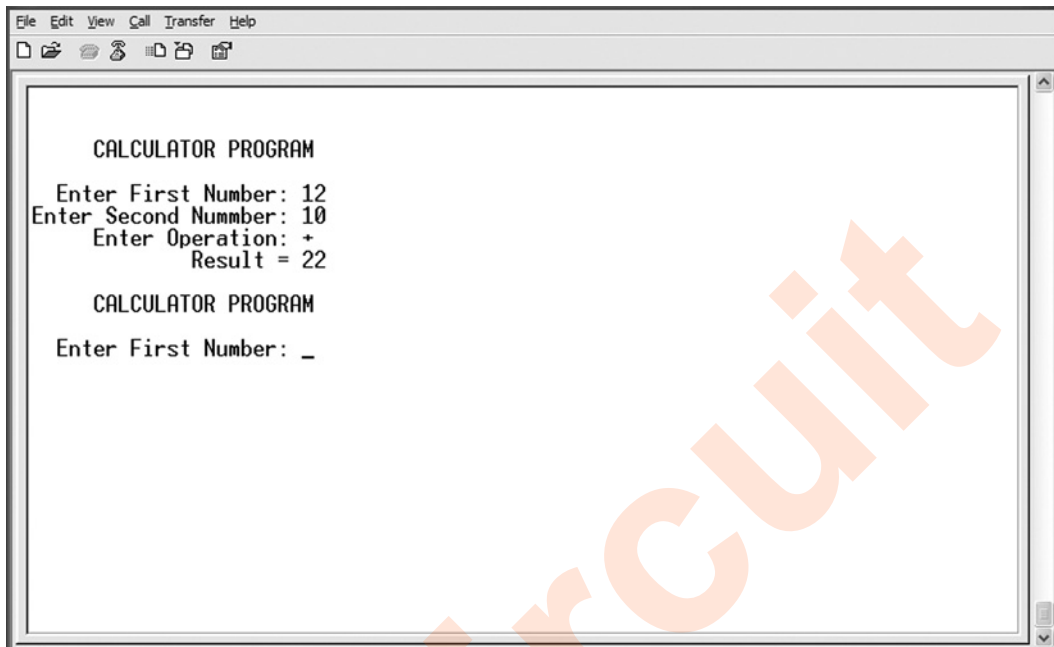 File Edit View Call Transfer Help
CALCULATOR PROGRAM
Enter First Number: 12
Enter Second Nummber: 10
Enter Operation: +
Result = 22
CALCULATOR PROGRAM
Enter First Number: _
rcuit